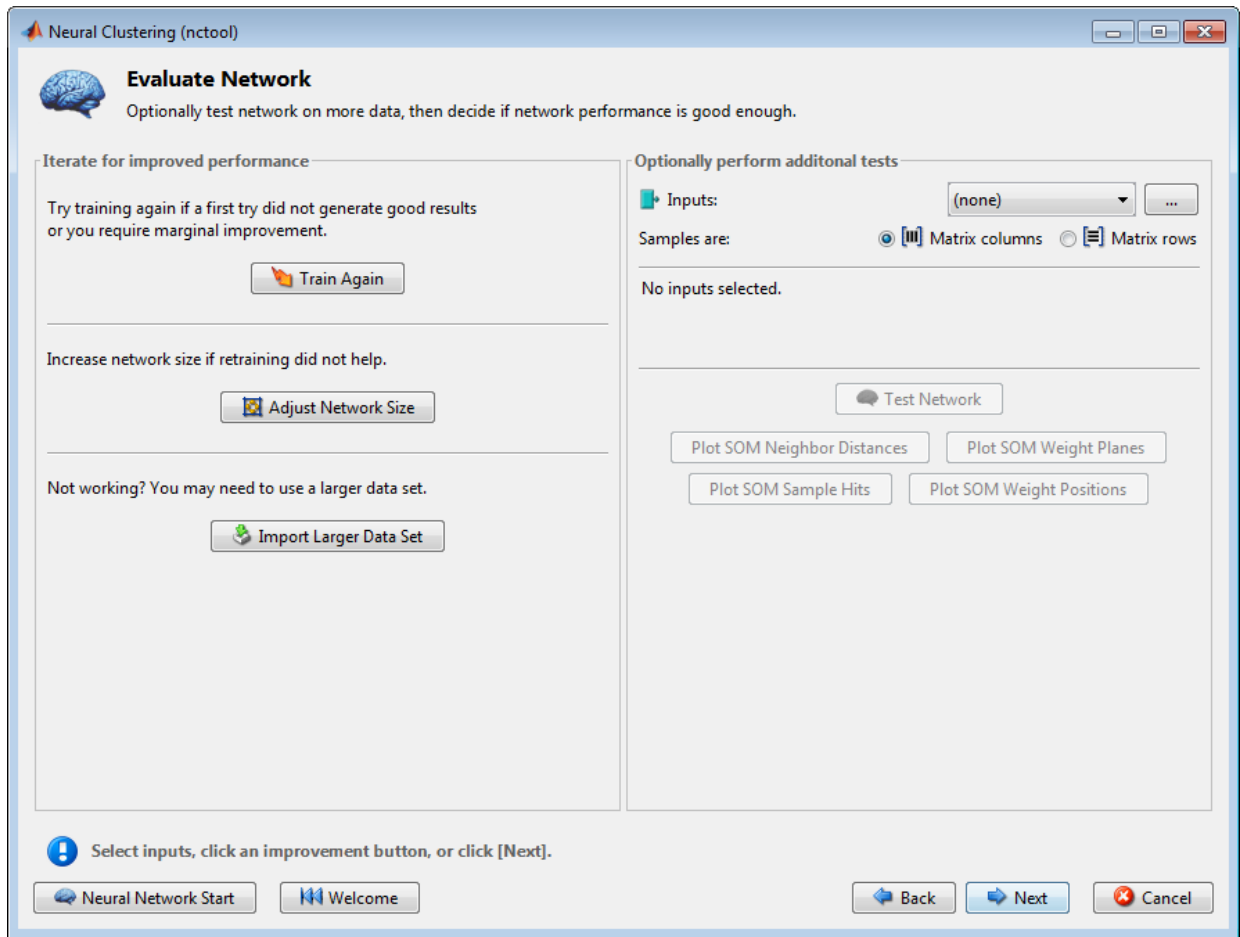 Neural Clustering (nctool)
Evaluate Network
Optionally test network on more data, then decide if network performance is good enough.
Iterate for improved performance
Try training again if a first try did not generate good results
or you require marginal improvement.
Train Again
Increase network size if retraining did not help.
Adjust Network Size
Not working? You may need to use a larger data set.
Import Larger Data Set
Optionally perform additonal tests
Inputs: (none) ...
Samples are: Matrix columns Matrix rows
No inputs selected.
Test Network
Plot SOM Neighbor Distances Plot SOM Weight Planes
Plot SOM Sample Hits Plot SOM Weight Positions
Select inputs, click an improvement button, or click [Next].
Neural Network Start Welcome Back Next Cancel